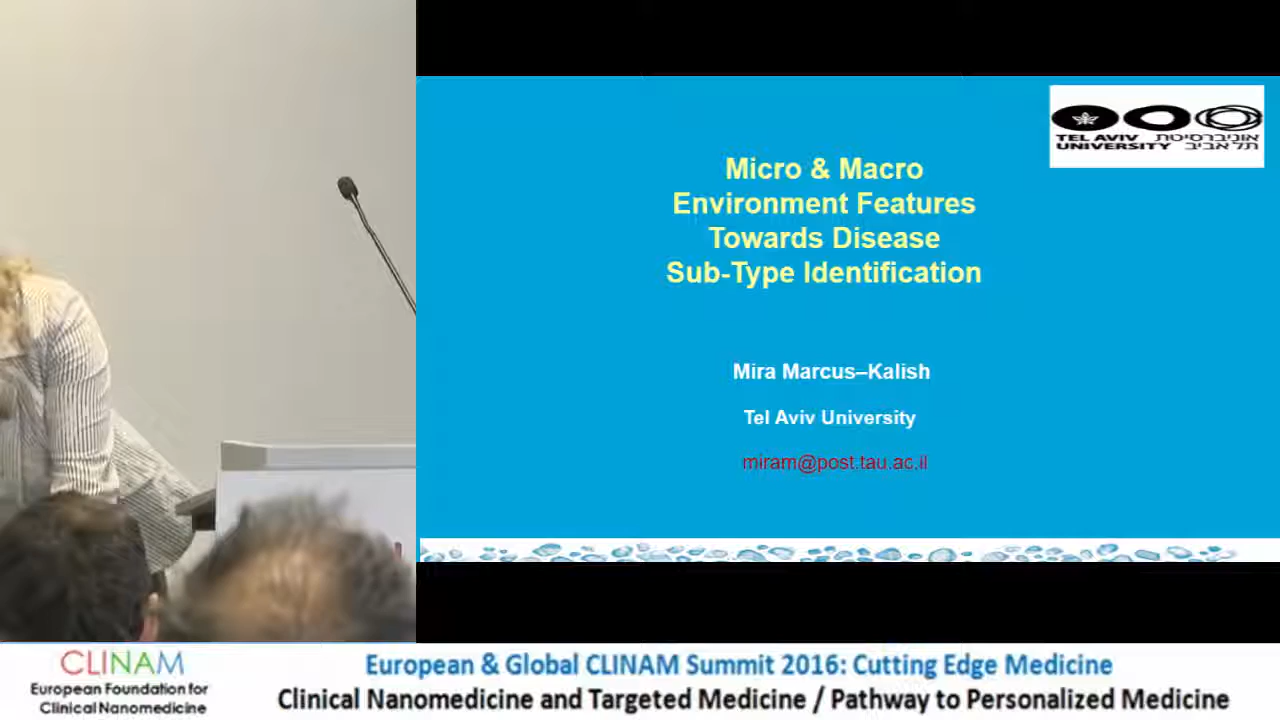 TEL AVIV אוניברסיטת
UNIVERSITY תל אביב
Micro & Macro
Environment Features
Towards Disease
Sub-Type Identification
Mira Marcus–Kalish
Tel Aviv University
miram@post.tau.ac.il
CLINAM
European Foundation for
Clinical Nanomedicine
European & Global CLINAM Summit 2016: Cutting Edge Medicine
Clinical Nanomedicine and Targeted Medicine / Pathway to Personalized Medicine